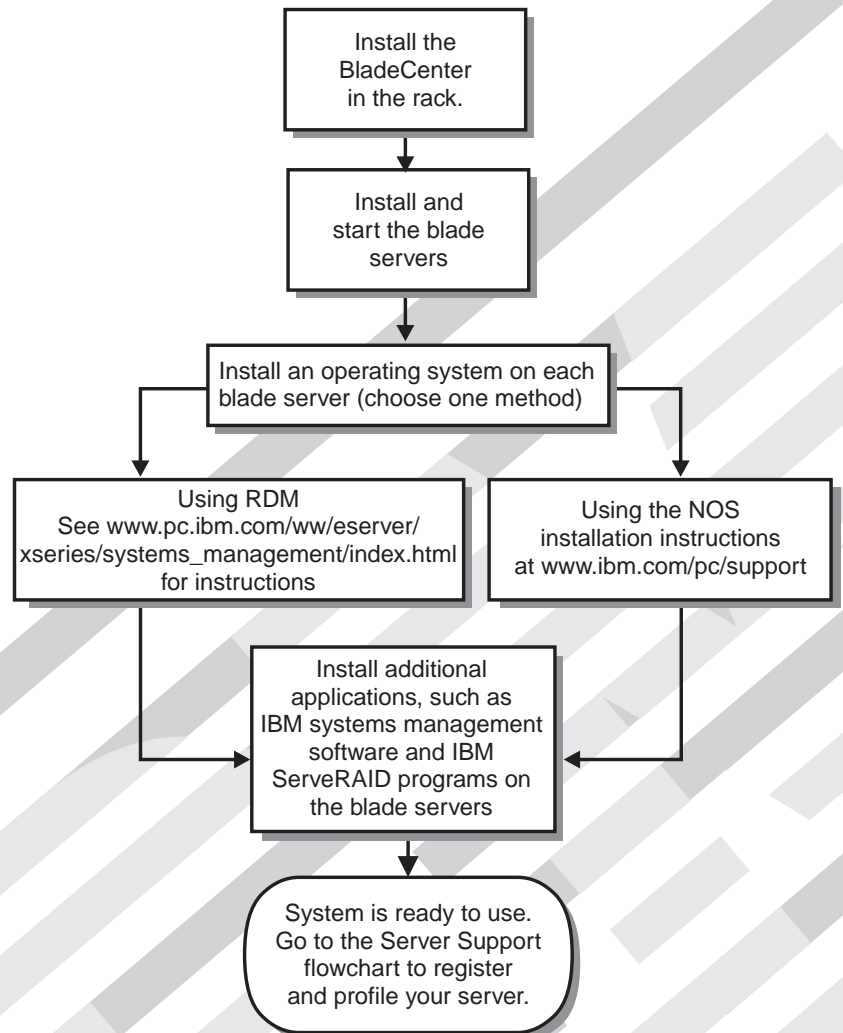 Install the
BladeCenter
in the rack.
Install and
start the blade
servers
Install an operating system on each
blade server (choose one method)
Using RDM
See www.pc.ibm.com/ww/eserver/
xseries/systems_management/index.html
for instructions
Using the NOS
installation instructions
at www.ibm.com/pc/support
Install additional
applications, such as
IBM systems management
software and IBM
ServeRAID programs on
the blade servers
System is ready to use.
Go to the Server Support
flowchart to register
and profile your server.